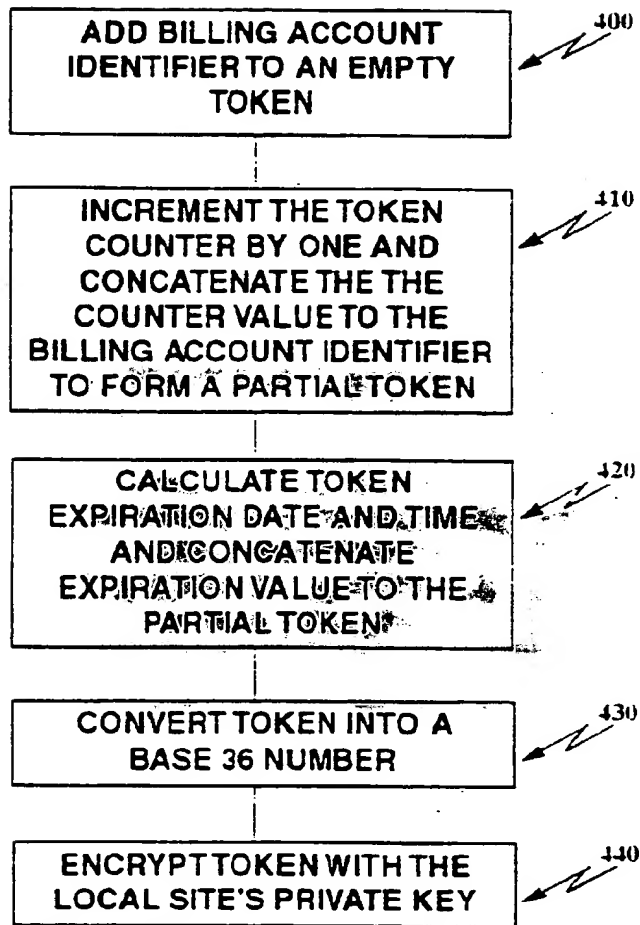 ADD BILLING ACCOUNT
IDENTIFIER TO AN EMPTY
TOKEN
400
INCREMENT THE TOKEN
COUNTER BY ONE AND
CONCATENATE THE THE
COUNTER VALUE TO THE
BILLING ACCOUNT IDENTIFIER
TO FORM A PARTIAL TOKEN
410
CALCULATE TOKEN
EXPIRATION DATE AND TIME
AND CONCATENATE
EXPIRATION VALUE TO THE
PARTIAL TOKEN
420
CONVERT TOKEN INTO A
BASE 36 NUMBER
430
ENCRYPT TOKEN WITH THE
LOCAL SITE'S PRIVATE KEY
440